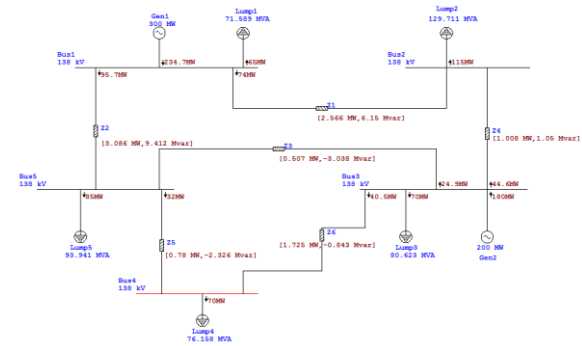 Gen1
300 MW
Lump1
71.589 MVA
Lump2
129.711 MVA
Bus1
138 kV
234.7MW
65MW
Bus2
138 kV
115MW
95.7MW
74MW
Z1
[2.566 MW,6.15 Mvar]
Z2
[3.086 MW,9.412 Mvar]
Z4
[1.008 MW,1.05 Mvar]
Z3
[0.507 MW,-3.038 Mvar]
Bus5
138 kV
Bus3
138 kV
24.5MW
44.6MW
85MW
32MW
40.5MW
70MW
180MW
Lump5
93.941 MVA
Z5
[0.78 MW,-2.326 Mvar]
Z6
[1.725 MW,-0.843 Mvar]
Lump3
80.623 MVA
200 MW
Gen2
Bus4
138 kV
70MW
Lump4
76.158 MVA